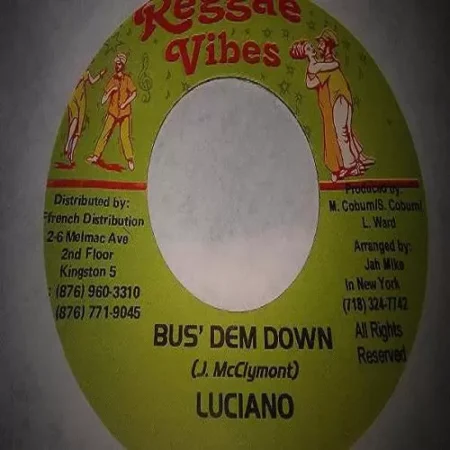 Reggae
Vibes
Distributed by:
Ffrench Distribution
2-6 Melmac Ave
2nd Floor
Kingston 5
: (876) 960-3310
(876) 771-9045
Produced by:
M. Coburn/S. Coburn/
L. Ward
Arranged by:
Jah Mike
In New York
(718) 324-7742
All Rights
Reserved
BUS' DEM DOWN
(J. McClymont)
LUCIANO